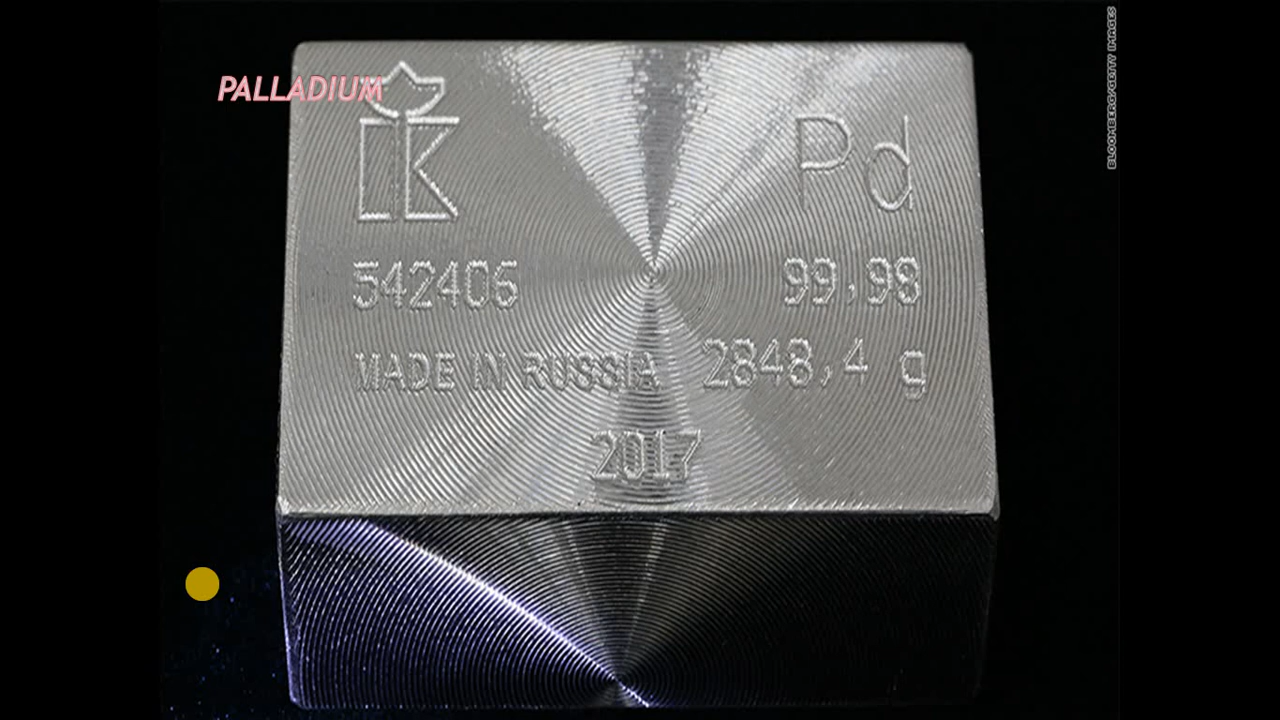 PALLADIUM
Pd
542406
99,98
MADE IN RUSSIA
2848,4 g
2017
BLOOMBERG/GETTY IMAGES